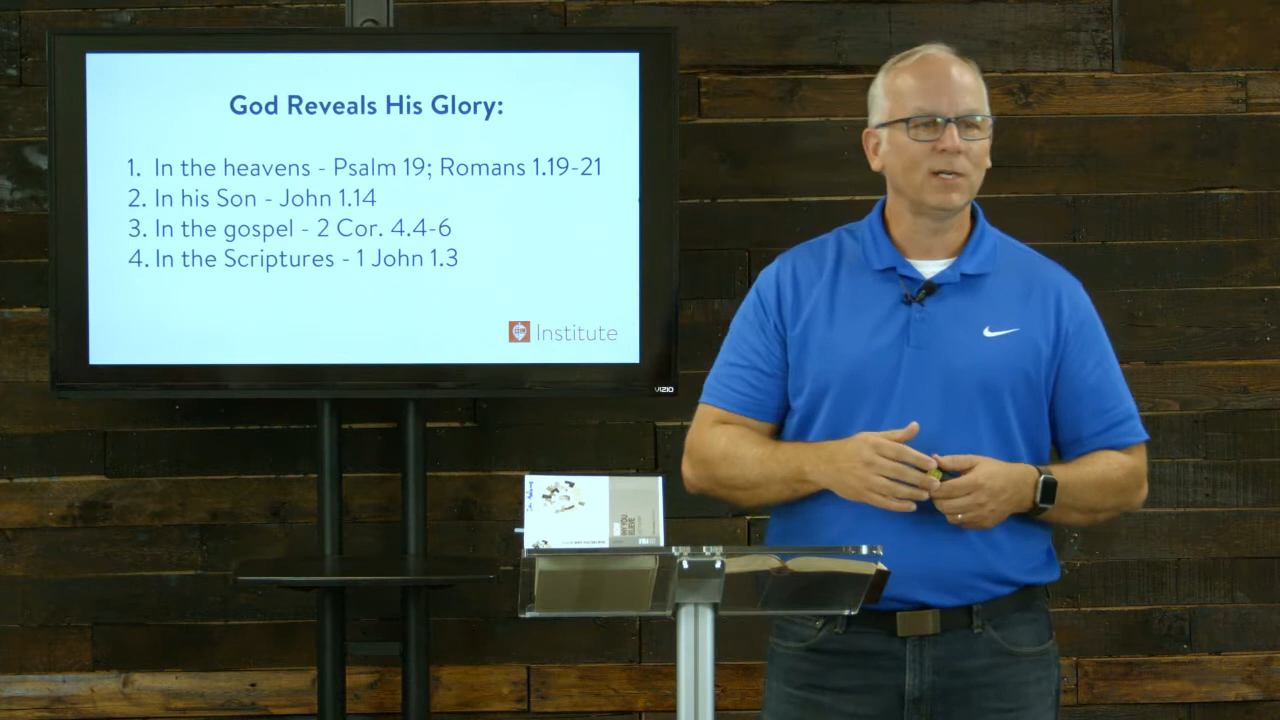 God Reveals His Glory:
1. In the heavens - Psalm 19; Romans 1.19-21
2. In his Son - John 1.14
3. In the gospel - 2 Cor. 4.4-6
4. In the Scriptures - 1 John 1.3
Institute
VIZIO